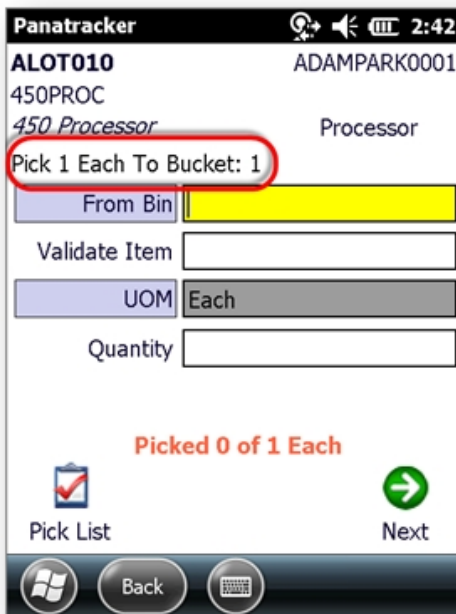 Panatracker 2:42
ALOT010 ADAMPARK0001
450PROC
450 Processor Processor
Pick 1 Each To Bucket: 1
From Bin
Validate Item
UOM Each
Quantity
Picked 0 of 1 Each
Pick List Next
Back